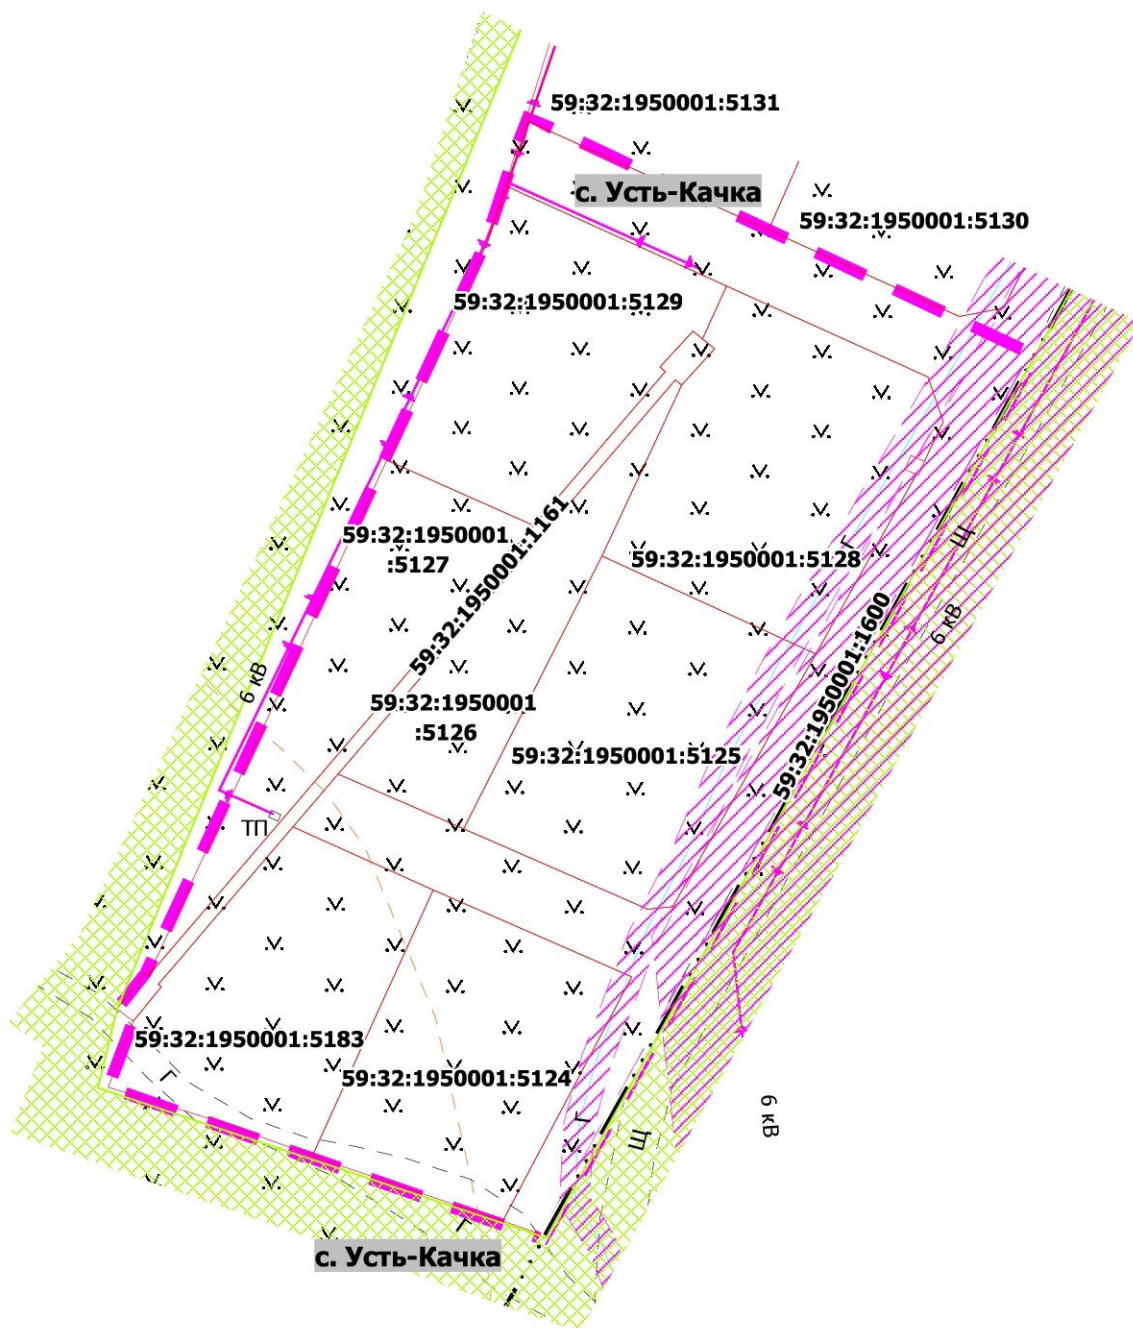 59:32:1950001:5131
с. Усть-Качка
59:32:1950001:5130
59:32:1950001:5129
59:32:1950001
:5127
59:32:1950001:1161
59:32:1950001:5128
Г
Щ
59:32:1950001:1600
6 кВ
6 кВ
59:32:1950001
:5126
59:32:1950001:5125
ТП
59:32:1950001:5183
Г
59:32:1950001:5124
Г
Щ
6 кВ
Г
с. Усть-Качка